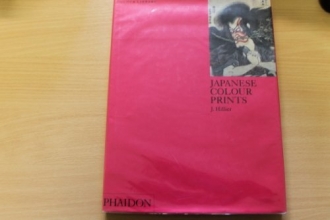 JAPANESE
COLOUR
PRINTS
J. Hillier
PHAIDON